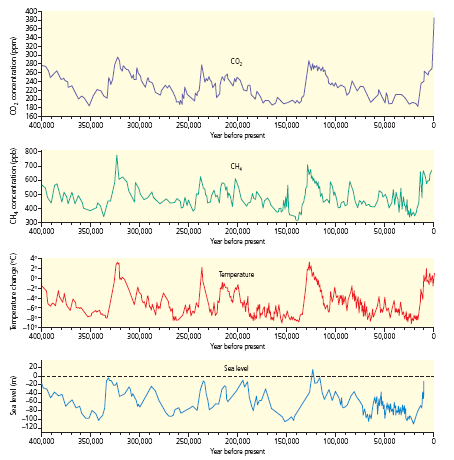 CO2 concentration (ppm)
400
380
360
340
320
300
280
260
240
220
200
180
160
CO2
400,000 350,000 300,000 250,000 200,000 150,000 100,000 50,000 0
Year before present
CH4 concentration (ppb)
800
700
600
500
400
300
CH4
400,000 350,000 300,000 250,000 200,000 150,000 100,000 50,000 0
Year before present
Temperature change (°C)
4°
2°
0°
–2°
–4°
–6°
–8°
–10°
Temperature
400,000 350,000 300,000 250,000 200,000 150,000 100,000 50,000 0
Year before present
Sea level (m)
20
0
–20
–40
–60
–80
–100
–120
Sea level
400,000 350,000 300,000 250,000 200,000 150,000 100,000 50,000 0
Year before present